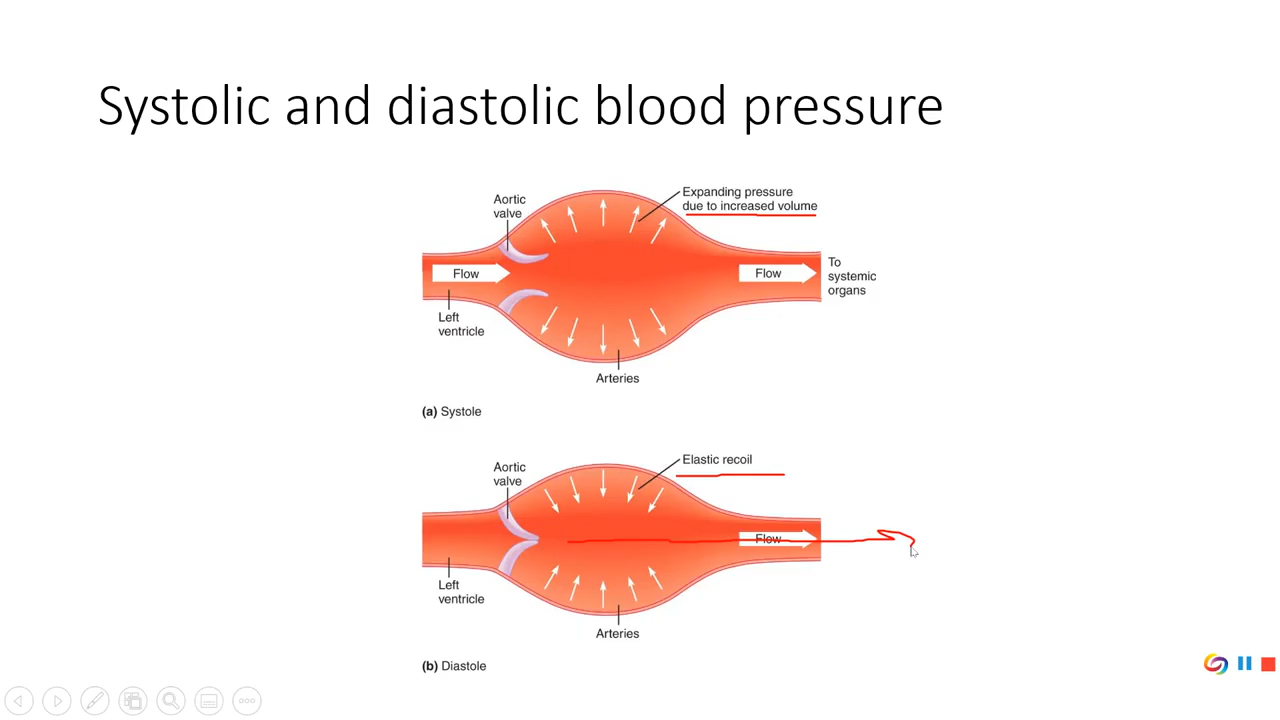 Systolic and diastolic blood pressure
Aortic
valve
Expanding pressure
due to increased volume
Flow
Flow
To
systemic
organs
Left
ventricle
Arteries
(a) Systole
Aortic
valve
Elastic recoil
Flow
Left
ventricle
Arteries
(b) Diastole